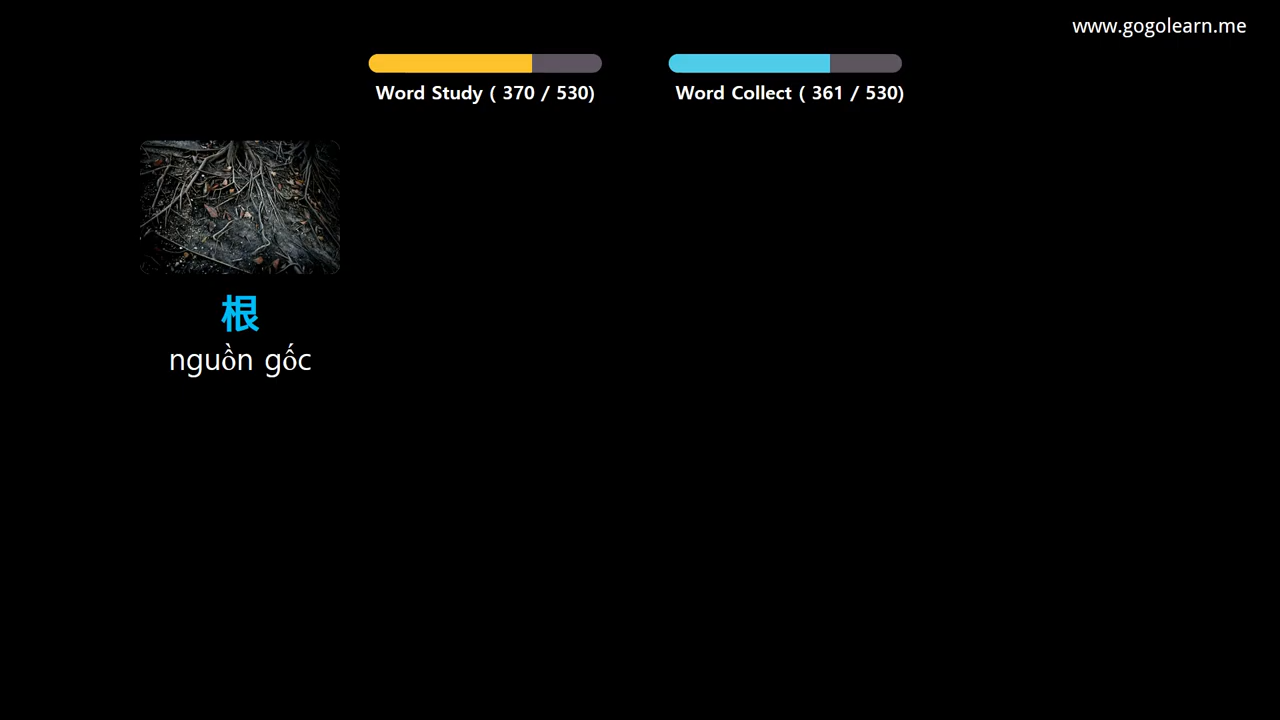 www.gogolearn.me
Word Study ( 370 / 530)
Word Collect ( 361 / 530)
根
nguồn gốc